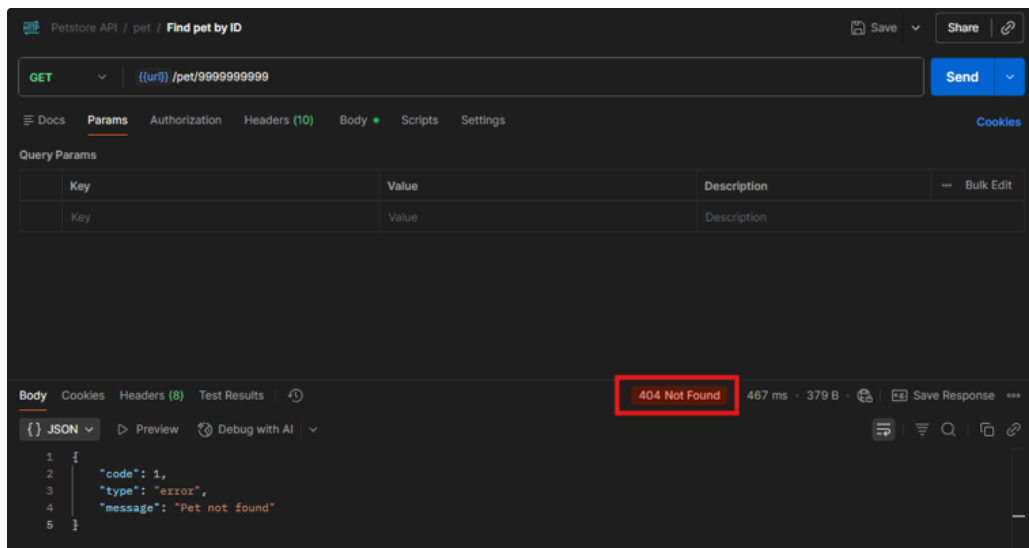 Petstore API / pet / Find pet by ID Save Share
GET {{url}} /pet/9999999999 Send
Docs Params Authorization Headers (10) Body Scripts Settings Cookies
Query Params
Key Value Description Bulk Edit
Key Value Description
Body Cookies Headers (8) Test Results 404 Not Found 467 ms 379 B Save Response
{} JSON Preview Debug with AI
1 {
2 "code": 1,
3 "type": "error",
4 "message": "Pet not found"
5 }